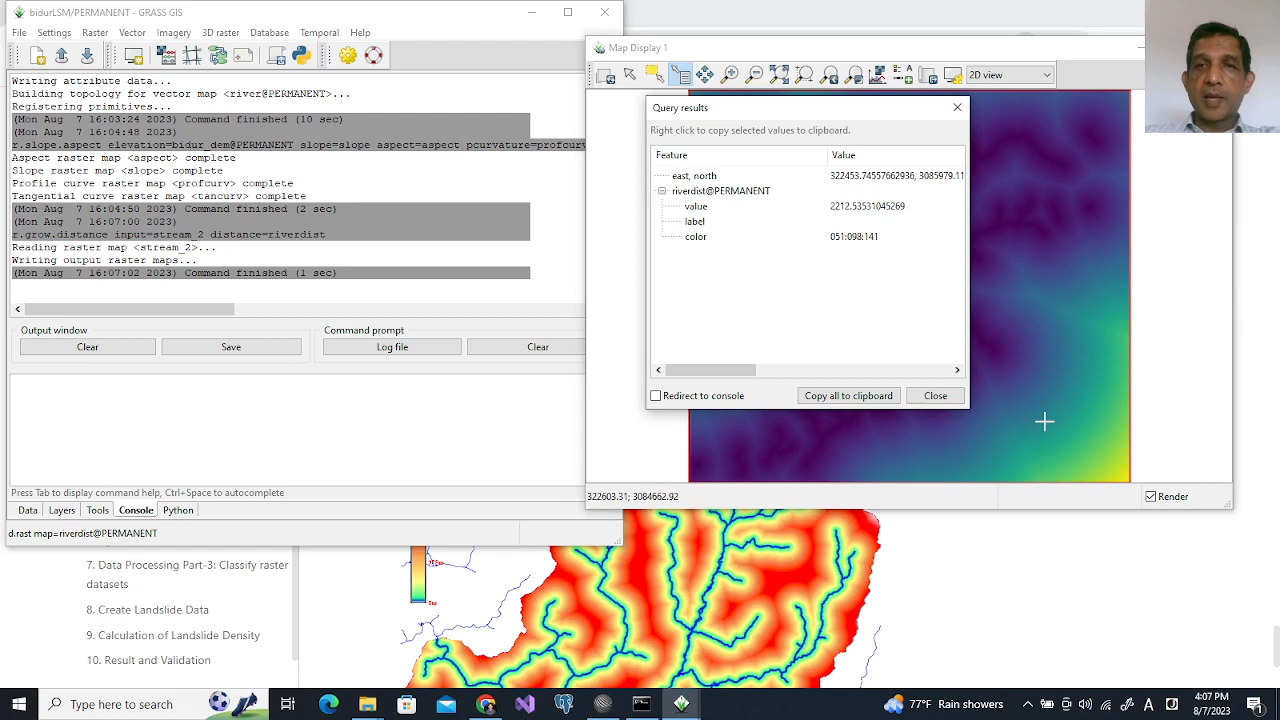 bidurLSM/PERMANENT - GRASS GIS
File Settings Raster Vector Imagery 3D raster Database Temporal Help
Writing attribute data...
Building topology for vector map <river@PERMANENT>...
Registering primitives...
(Mon Aug  7 16:03:24 2023) Command finished (10 sec)
(Mon Aug  7 16:04:48 2023)
r.slope.aspect elevation=bidur_dem@PERMANENT slope=slope aspect=aspect pcurvature=profcurv
Aspect raster map <aspect> complete
Slope raster map <slope> complete
Profile curve raster map <profcurv> complete
Tangential curve raster map <tancurv> complete
(Mon Aug  7 16:04:50 2023) Command finished (2 sec)
(Mon Aug  7 16:07:00 2023)
r.grow.distance input=stream_2 distance=riverdist
Reading raster map <stream_2>...
Writing output raster maps...
(Mon Aug  7 16:07:02 2023) Command finished (1 sec)
Output window
Command prompt
Clear
Save
Log file
Clear
Press Tab to display command help, Ctrl+Space to autocomplete
Data Layers Tools Console Python
d.rast map=riverdist@PERMANENT
Map Display 1
2D view
Query results
Right click to copy selected values to clipboard.
Feature Value
east, north 322453.74557662936, 3085979.11
riverdist@PERMANENT
value 2212.53531045269
label
color 051:098:141
Redirect to console
Copy all to clipboard
Close
322603.31; 3084662.92
Render
7. Data Processing Part-3: Classify raster
datasets
8. Create Landslide Data
9. Calculation of Landslide Density
10. Result and Validation
Type here to search
77°F Rain showers
4:07 PM
8/7/2023